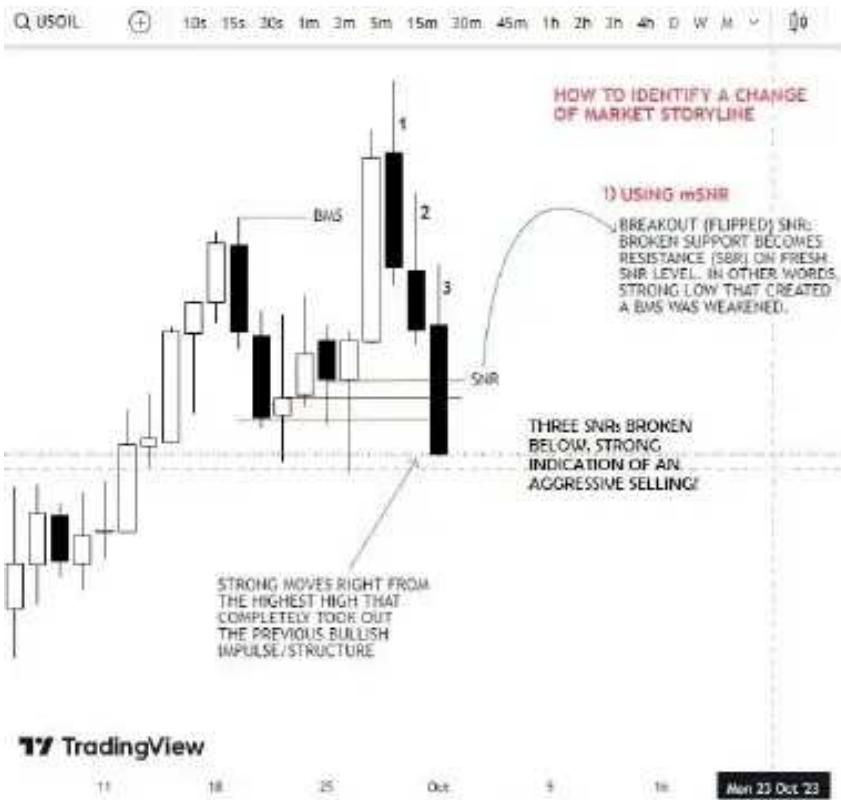 USOIL
10s 15s 30s 1m 3m 5m 15m 30m 45m 1h 2h 3h 4h D W M
HOW TO IDENTIFY A CHANGE
OF MARKET STORYLINE
1
1) USING mSNR
2
BMS
BREAKOUT (FLIPPED) SNR:
BROKEN SUPPORT BECOMES
RESISTANCE (SBR) ON FRESH
SNR LEVEL. IN OTHER WORDS,
STRONG LOW THAT CREATED
A BMS WAS WEAKENED.
3
SNR
THREE SNRs BROKEN
BELOW, STRONG
INDICATION OF AN
AGGRESSIVE SELLING!
STRONG MOVES RIGHT FROM
THE HIGHEST HIGH THAT
COMPLETELY TOOK OUT
THE PREVIOUS BULLISH
IMPULSE/STRUCTURE
TradingView
11 18 25 Oct 9 16 Mon 23 Oct '23